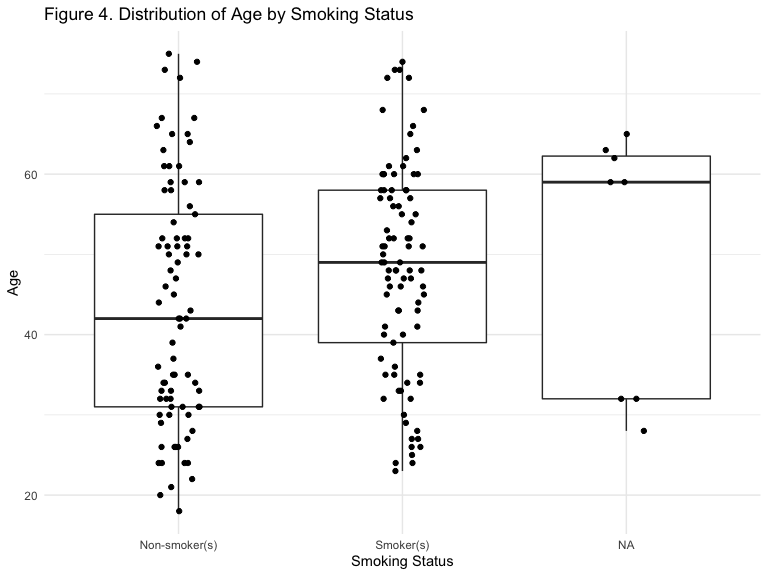 Figure 4. Distribution of Age by Smoking Status
60
40
20
Age
Non-smoker(s)
Smoker(s)
NA
Smoking Status